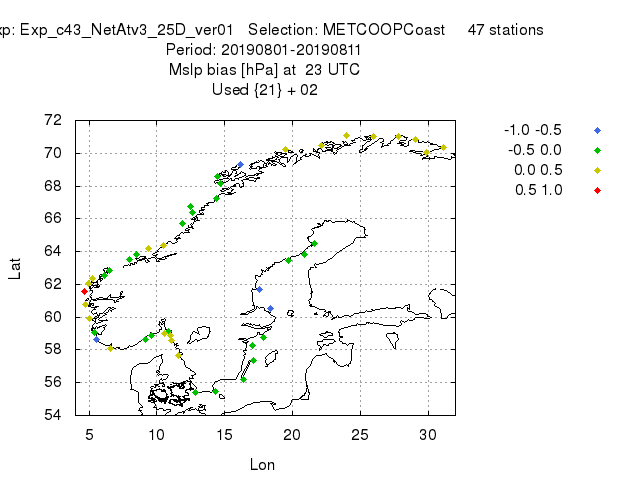 xp: Exp_c43_NetAtv3_25D_ver01 Selection: METCOOPCoast 47 stations
Period: 20190801-20190811
Mslp bias [hPa] at 23 UTC
Used {21} + 02
72
70
68
66
64
62
60
58
56
54
Lat
5 10 15 20 25 30
Lon
-1.0 -0.5
-0.5 0.0
0.0 0.5
0.5 1.0